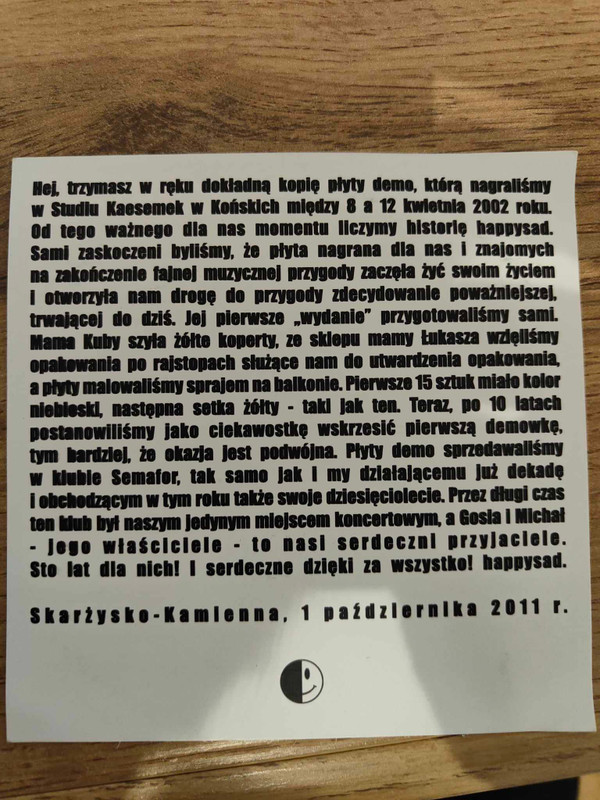 Hej, trzymasz w ręku dokładną kopię płyty demo, którą nagraliśmy
w Studiu Kaesemek w Końskich między 8 a 12 kwietnia 2002 roku.
Od tego ważnego dla nas momentu liczymy historię happysad.
Sami zaskoczeni byliśmy, że płyta nagrana dla nas i znajomych
na zakończenie fajnej muzycznej przygody zaczęła żyć swoim życiem
i otworzyła nam drogę do przygody zdecydowanie poważniejszej,
trwającej do dziś. Jej pierwsze „wydanie” przygotowaliśmy sami.
Mama Kuby szyła żółte koperty, ze sklepu mamy Łukasza wzięliśmy
opakowania po rajstopach służące nam do utwardzenia opakowania,
a płyty malowaliśmy sprajem na balkonie. Pierwsze 15 sztuk miało kolor
niebieski, następna setka żółty - taki jak ten. Teraz, po 10 latach
postanowiliśmy jako ciekawostkę wskrzesić pierwszą demowkę,
tym bardziej, że okazja jest podwójna. Płyty demo sprzedawaliśmy
w klubie Semafor, tak samo jak i my działającemu już dekadę
i obchodzącym w tym roku także swoje dziesięciolecie. Przez długi czas
ten klub był naszym jedynym miejscem koncertowym, a Gosia i Michał
- jego właściciele - to nasi serdeczni przyjaciele.
Sto lat dla nich! I serdeczne dzięki za wszystko! happysad.
Skarżysko-Kamienna, 1 października 2011 r.